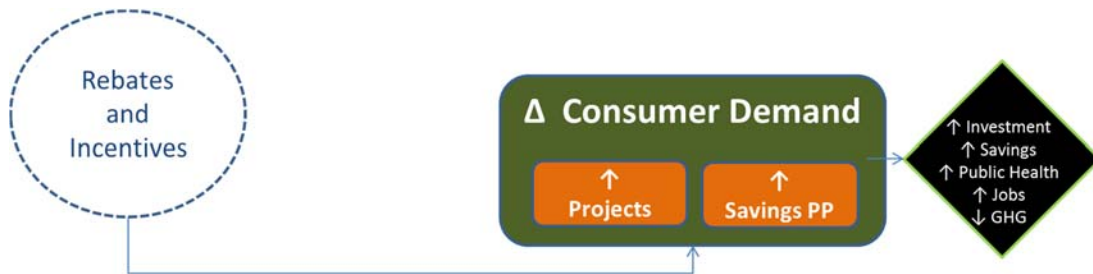 Rebates
and
Incentives
Δ Consumer Demand
↑
Projects
↑
Savings PP
↑ Investment
↑ Savings
↑ Public Health
↑ Jobs
↓ GHG